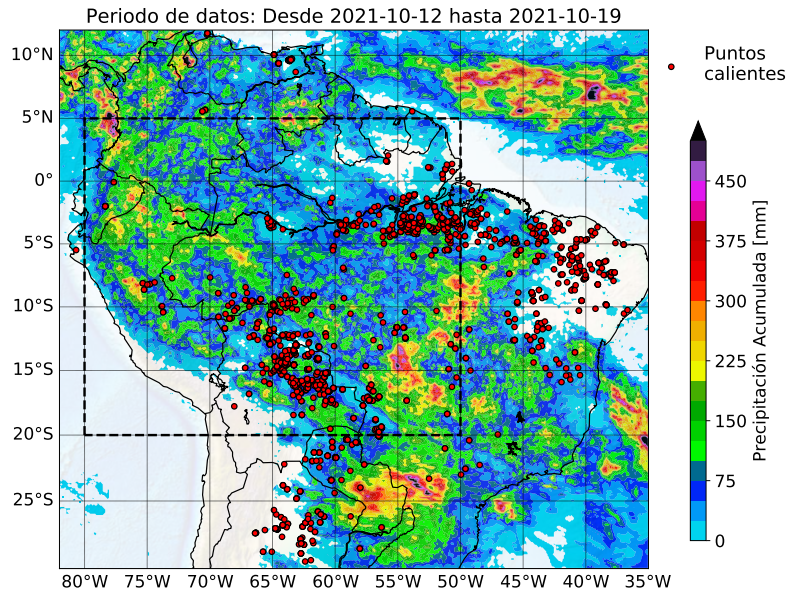 Periodo de datos: Desde 2021-10-12 hasta 2021-10-19
Puntos
calientes
10°N
5°N
0°
5°S
10°S
15°S
20°S
25°S
80°W 75°W 70°W 65°W 60°W 55°W 50°W 45°W 40°W 35°W
450
375
300
225
150
75
0
Precipitación Acumulada [mm]